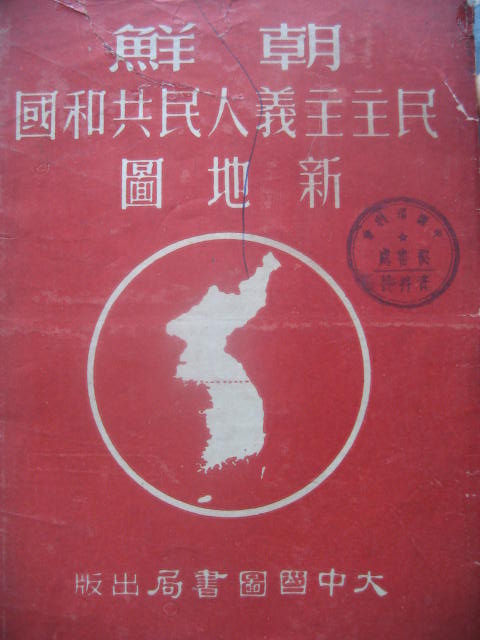 朝鮮
民主主義人民共和國
新地圖
大中國圖書局出版